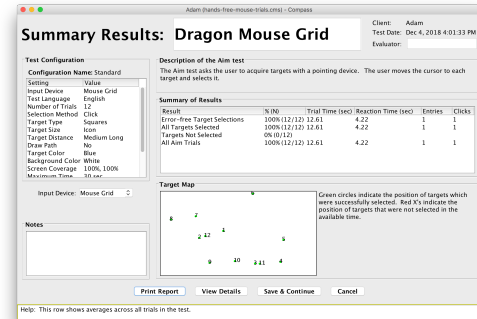 Adam (hands-free-mouse-trials.cms) - Compass
Summary Results: Dragon Mouse Grid
Client: Adam
Test Date: Dec 4, 2018 4:01:33 PM
Evaluator:
Test Configuration
Configuration Name: Standard
Setting Value
Input Device Mouse Grid
Test Language English
Number of Trials 12
Selection Method Click
Target Type Squares
Target Size Icon
Target Distance Medium Long
Draw Path No
Target Color Blue
Background Color White
Screen Coverage 100%, 100%
Maximum Time 30 sec
Input Device: Mouse Grid
Notes
Description of the Aim test
The Aim test asks the user to acquire targets with a pointing device. The user moves the cursor to each
target and selects it.
Summary of Results
Result % (N) Trial Time (sec) Reaction Time (sec) Entries Clicks
Error-free Target Selections 100% (12/12) 12.61 4.22 1 1
All Targets Selected 100% (12/12) 12.61 4.22 1 1
Targets Not Selected 0% (0/12)
All Aim Trials 100% (12/12) 12.61 4.22 1 1
Target Map
6
8 7
2 12 1
5
9 10 3 11 4
Green circles indicate the position of targets which
were successfully selected. Red X's indicate the
position of targets that were not selected in the
available time.
Print Report View Details Save & Continue Cancel
Help: This row shows averages across all trials in the test.